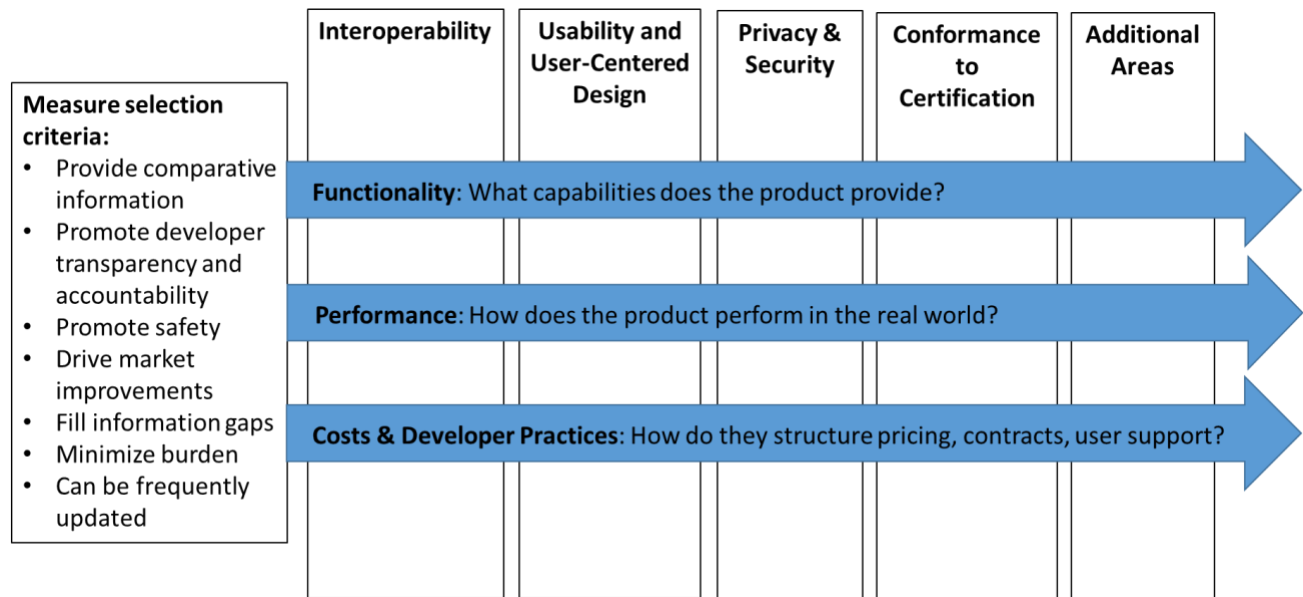 Interoperability
Usability and
User-Centered
Design
Privacy &
Security
Conformance
to
Certification
Additional
Areas
Measure selection
criteria:
• Provide comparative
information
• Promote developer
transparency and
accountability
• Promote safety
• Drive market
improvements
• Fill information gaps
• Minimize burden
• Can be frequently
updated
Functionality: What capabilities does the product provide?
Performance: How does the product perform in the real world?
Costs & Developer Practices: How do they structure pricing, contracts, user support?